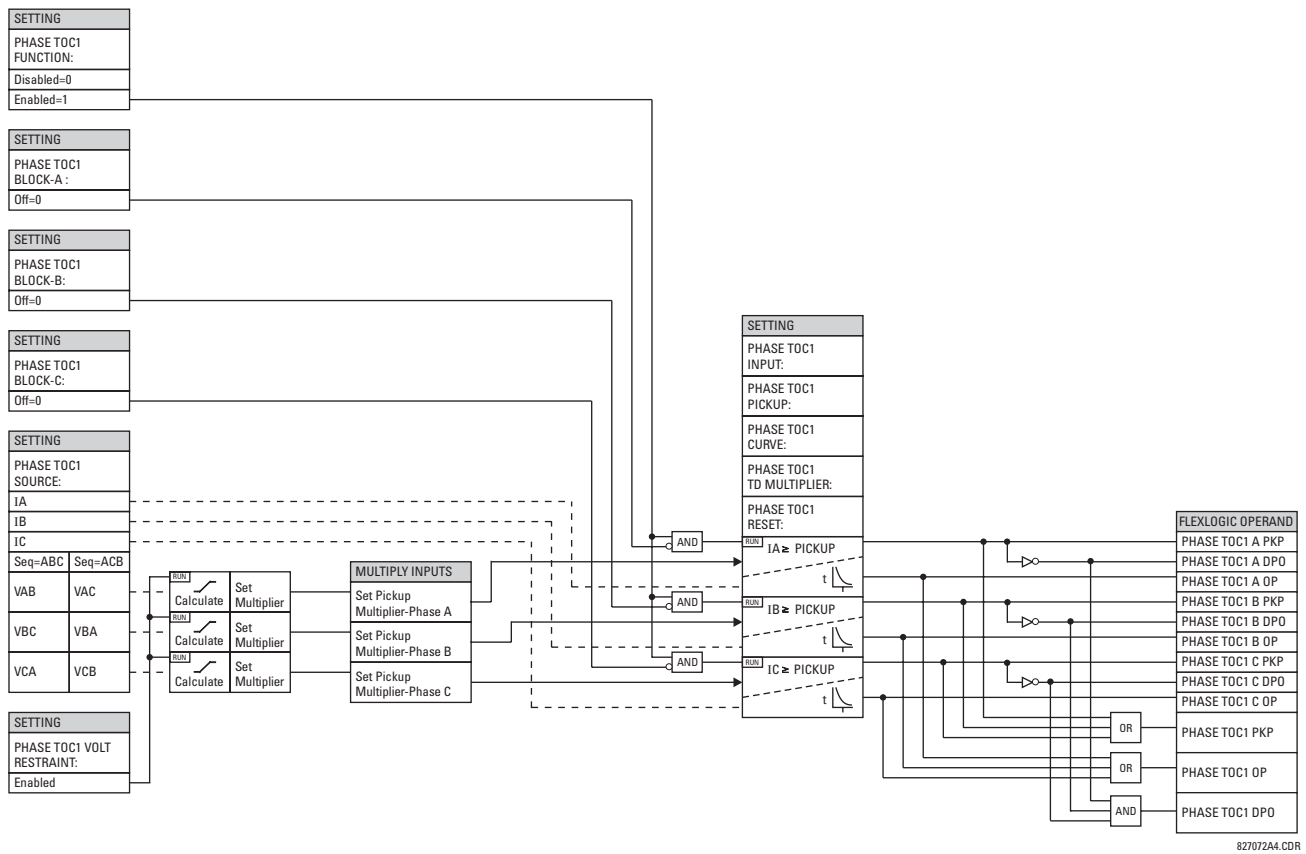 SETTING
PHASE TOC1
FUNCTION:
Disabled=0
Enabled=1
SETTING
PHASE TOC1
BLOCK-A :
Off=0
SETTING
PHASE TOC1
BLOCK-B:
Off=0
SETTING
PHASE TOC1
BLOCK-C:
Off=0
SETTING
PHASE TOC1
SOURCE:
IA
IB
IC
Seq=ABC Seq=ACB
VAB VAC
VBC VBA
VCA VCB
SETTING
PHASE TOC1 VOLT
RESTRAINT:
Enabled
RUN
Calculate
Set
Multiplier
RUN
Calculate
Set
Multiplier
RUN
Calculate
Set
Multiplier
MULTIPLY INPUTS
Set Pickup
Multiplier-Phase A
Set Pickup
Multiplier-Phase B
Set Pickup
Multiplier-Phase C
AND
AND
AND
SETTING
PHASE TOC1
INPUT:
PHASE TOC1
PICKUP:
PHASE TOC1
CURVE:
PHASE TOC1
TD MULTIPLIER:
PHASE TOC1
RESET:
RUN IA ≥ PICKUP
t
RUN IB ≥ PICKUP
t
RUN IC ≥ PICKUP
t
OR
OR
AND
FLEXLOGIC OPERAND
PHASE TOC1 A PKP
PHASE TOC1 A DPO
PHASE TOC1 A OP
PHASE TOC1 B PKP
PHASE TOC1 B DPO
PHASE TOC1 B OP
PHASE TOC1 C PKP
PHASE TOC1 C DPO
PHASE TOC1 C OP
PHASE TOC1 PKP
PHASE TOC1 OP
PHASE TOC1 DPO
827072A4.CDR